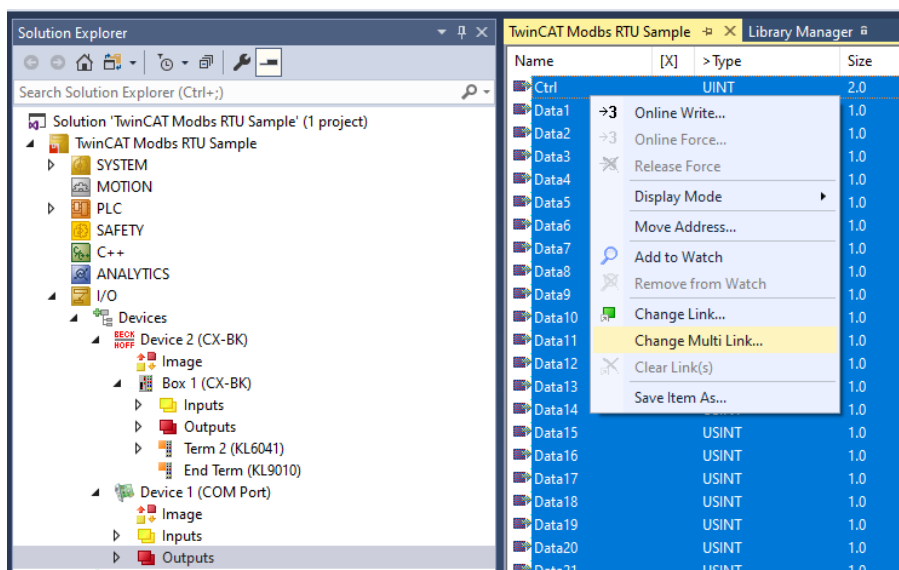 Solution Explorer
Search Solution Explorer (Ctrl+;)
Solution 'TwinCAT Modbs RTU Sample' (1 project)
TwinCAT Modbs RTU Sample
SYSTEM
MOTION
PLC
SAFETY
C++
ANALYTICS
I/O
Devices
BECK HOFF Device 2 (CX-BK)
Image
Box 1 (CX-BK)
Inputs
Outputs
Term 2 (KL6041)
End Term (KL9010)
Device 1 (COM Port)
Image
Inputs
Outputs
TwinCAT Modbs RTU Sample Library Manager
Name [X] >Type Size
Ctrl UINT 2.0
Data1 1.0
Data2 1.0
Data3 1.0
Data4 1.0
Data5 1.0
Data6 1.0
Data7 1.0
Data8 1.0
Data9 1.0
Data10 1.0
Data11 1.0
Data12 1.0
Data13 1.0
Data14 1.0
Data15 USINT 1.0
Data16 USINT 1.0
Data17 USINT 1.0
Data18 USINT 1.0
Data19 USINT 1.0
Data20 USINT 1.0
Data21 USINT 1.0
→3 Online Write...
→3 Online Force...
Release Force
Display Mode
Move Address...
Add to Watch
Remove from Watch
Change Link...
Change Multi Link...
Clear Link(s)
Save Item As...